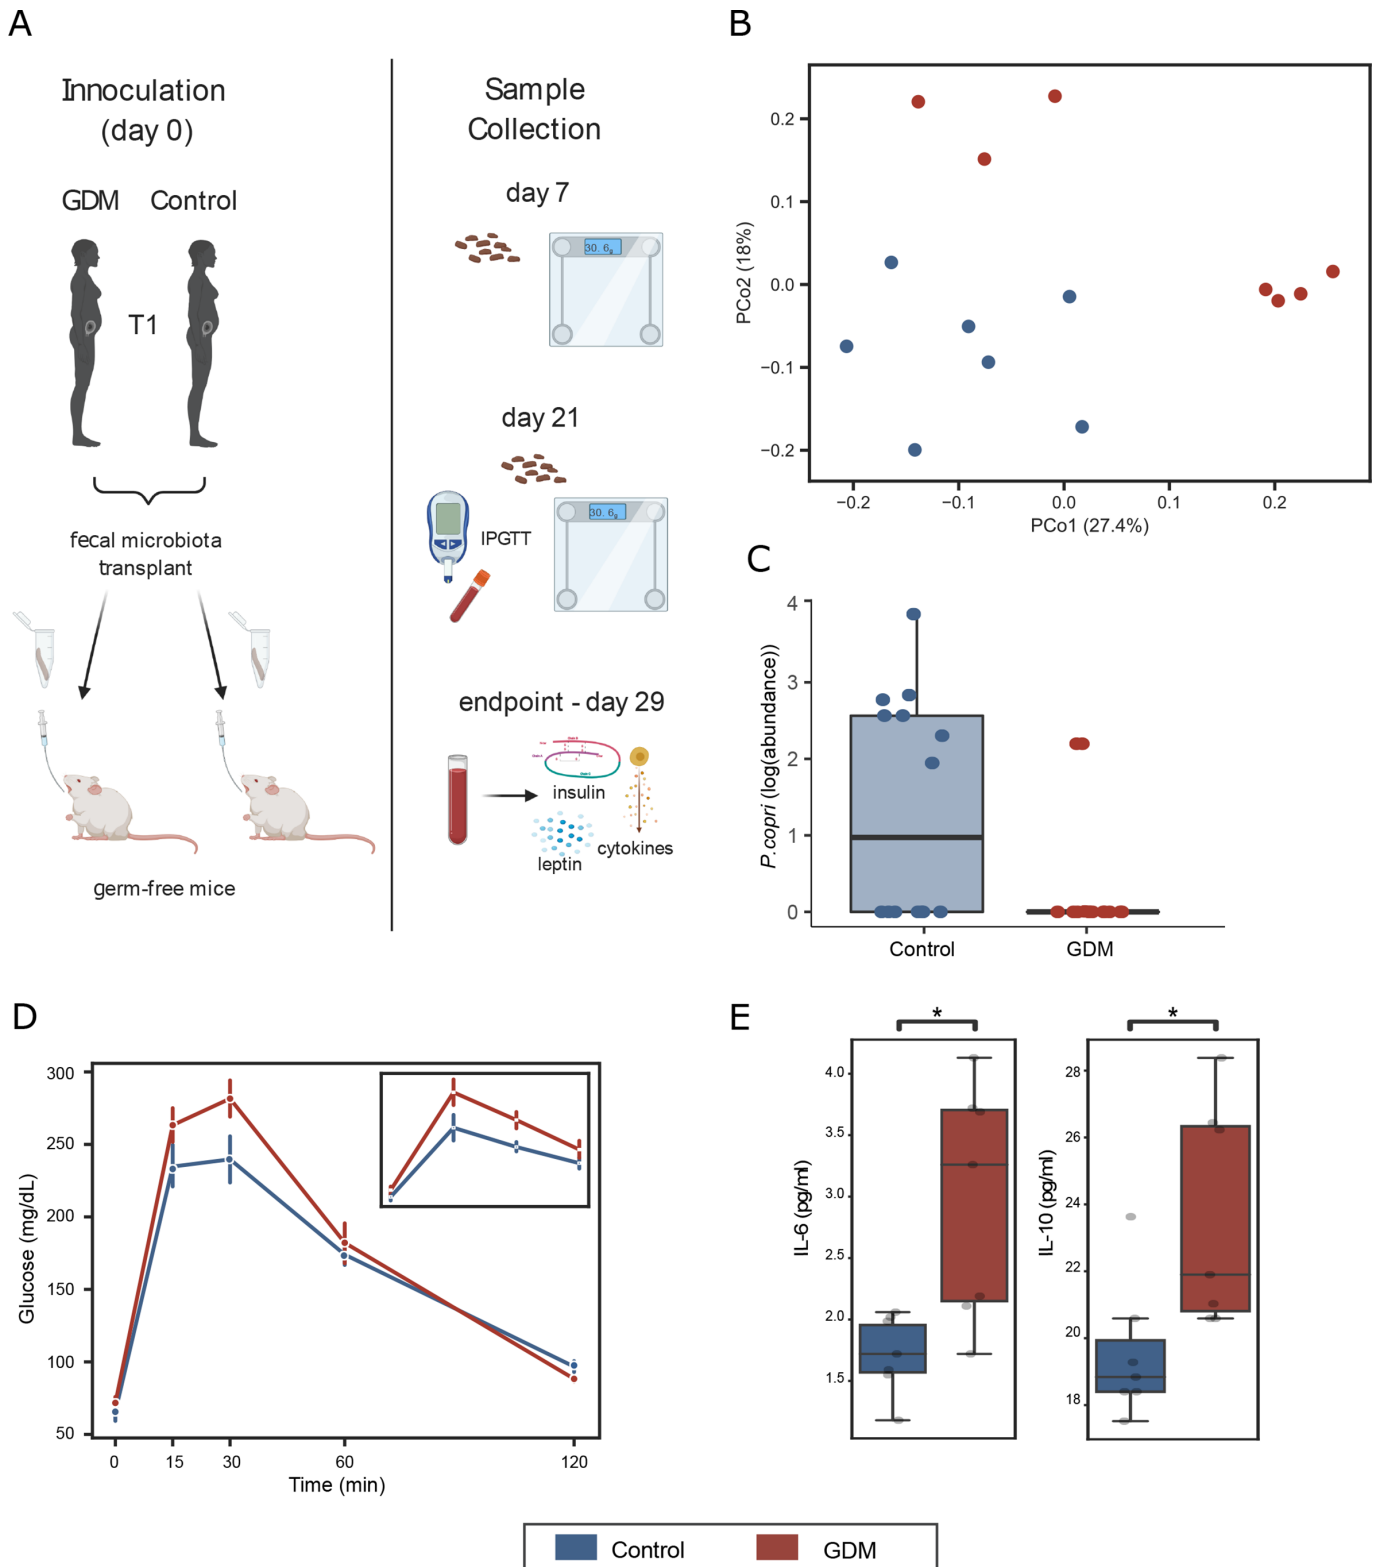 A
Innoculation
(day 0)
GDM Control
T1
fecal microbiota
transplant
germ-free mice
Sample
Collection
day 7
30. 6g
day 21
IPGTT
30. 6g
endpoint - day 29
insulin
leptin
cytokines
B
PCo2 (18%)
0.2
0.1
0.0
−0.1
−0.2
−0.2 −0.1 0.0 0.1 0.2
PCo1 (27.4%)
C
P.copri (log(abundance))
4
3
2
1
0
Control GDM
D
Glucose (mg/dL)
300
250
200
150
100
50
0 15 30 60 120
Time (min)
E
*
IL-6 (pg/ml)
4.0
3.5
3.0
2.5
2.0
1.5
*
IL-10 (pg/ml)
28
26
24
22
20
18
Control GDM